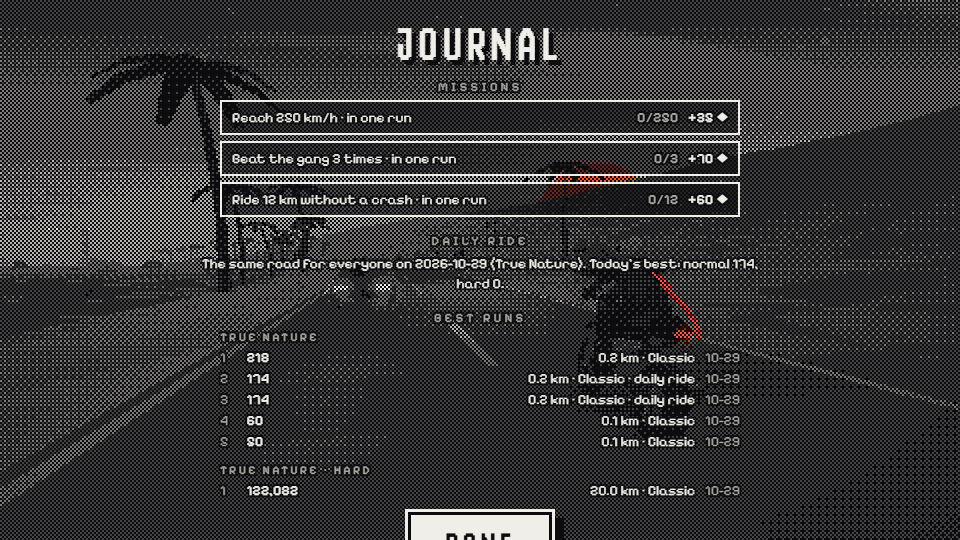 JOURNAL
MISSIONS
Reach 250 km/h · in one run 0/250 +35 ◆
Beat the gang 3 times · in one run 0/3 +70 ◆
Ride 12 km without a crash · in one run 0/12 +60 ◆
DAILY RIDE
The same road for everyone on 2026-10-29 (True Nature). Today's best: normal 174,
hard 0.
BEST RUNS
TRUE NATURE
1 218 0.2 km · Classic 10-29
2 174 0.2 km · Classic · daily ride 10-29
3 174 0.2 km · Classic · daily ride 10-29
4 60 0.1 km · Classic 10-29
5 50 0.1 km · Classic 10-29
TRUE NATURE · HARD
1 20.0 km · Classic 10-29
DONE